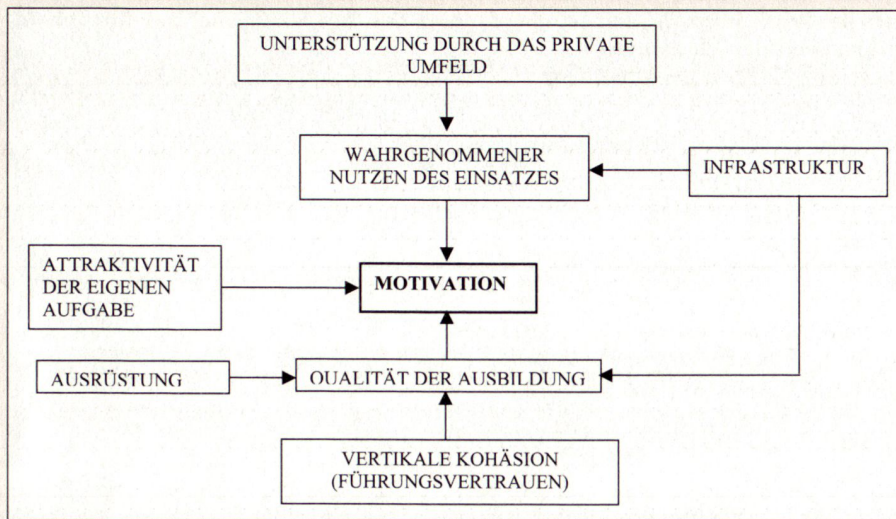 UNTERSTÜTZUNG DURCH DAS PRIVATE
UMFELD
WAHRGENOMMENER
NUTZEN DES EINSATZES
INFRASTRUKTUR
ATTRAKTIVITÄT
DER EIGENEN
AUFGABE
MOTIVATION
AUSRÜSTUNG
QUALITÄT DER AUSBILDUNG
VERTIKALE KOHÄSION
(FÜHRUNGSVERTRAUEN)